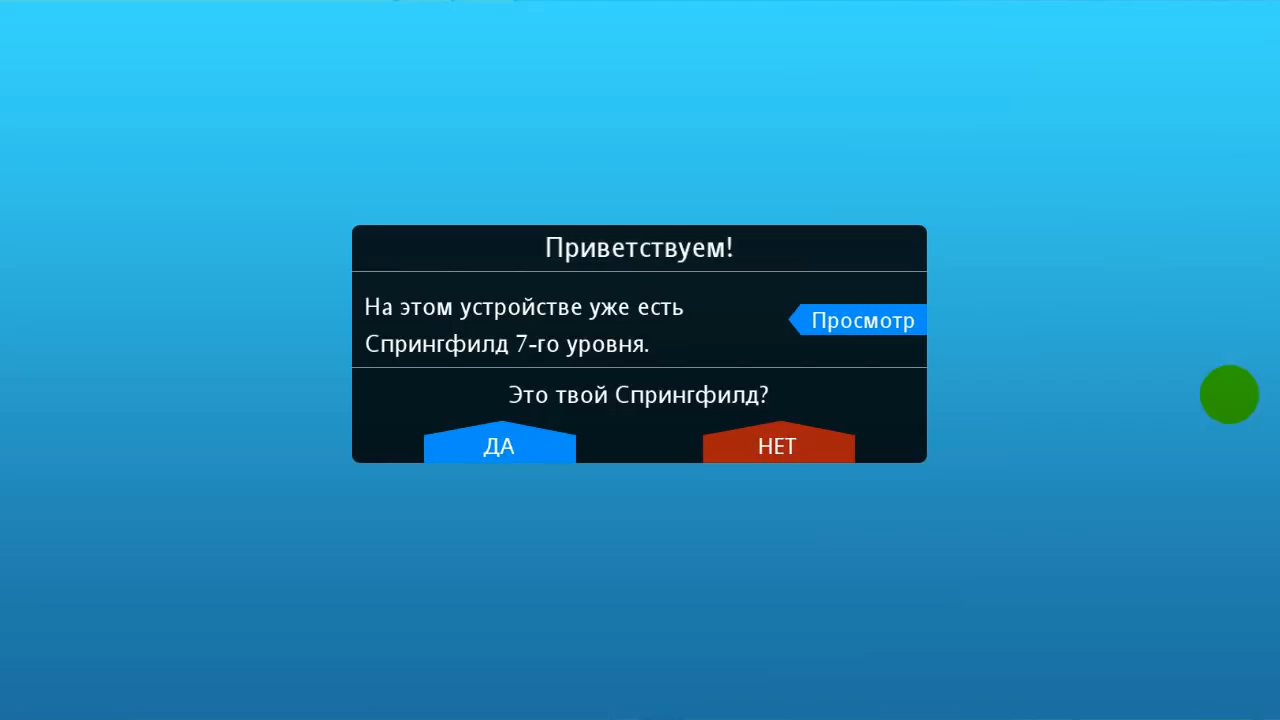 Приветствуем!
На этом устройстве уже есть
Спрингфилд 7-го уровня.
Просмотр
Это твой Спрингфилд?
ДА
НЕТ